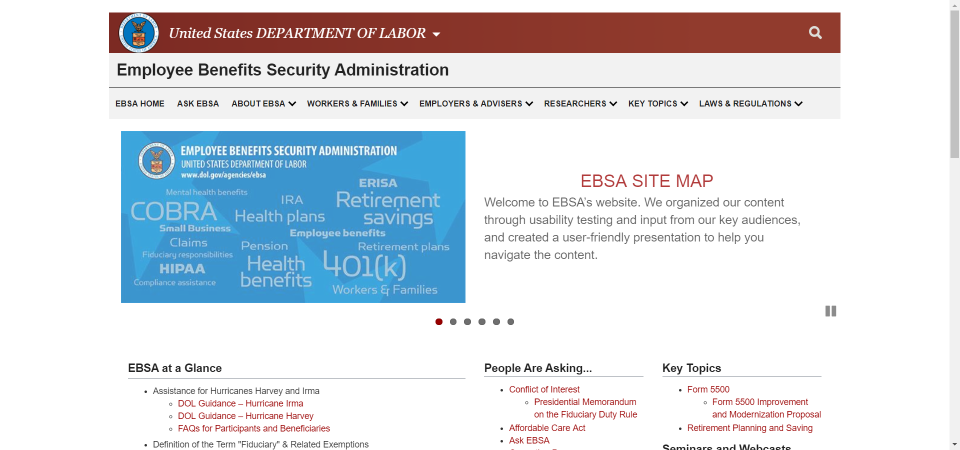 United States DEPARTMENT OF LABOR
Employee Benefits Security Administration
EBSA HOME ASK EBSA ABOUT EBSA WORKERS & FAMILIES EMPLOYERS & ADVISERS RESEARCHERS KEY TOPICS LAWS & REGULATIONS
EMPLOYEE BENEFITS SECURITY ADMINISTRATION
UNITED STATES DEPARTMENT OF LABOR
www.dol.gov/agencies/ebsa
Mental health benefits
ERISA
COBRA
IRA
Retirement savings
Health plans
Small Business
Employee benefits
Claims
Pension
Retirement plans
Fiduciary responsibilities
HIPAA
Health benefits
401(k)
Compliance assistance
Workers & Families
EBSA SITE MAP
Welcome to EBSA's website. We organized our content
through usability testing and input from our key audiences,
and created a user-friendly presentation to help you
navigate the content.
EBSA at a Glance
Assistance for Hurricanes Harvey and Irma
DOL Guidance – Hurricane Irma
DOL Guidance – Hurricane Harvey
FAQs for Participants and Beneficiaries
Definition of the Term "Fiduciary" & Related Exemptions
People Are Asking...
Conflict of Interest
Presidential Memorandum
on the Fiduciary Duty Rule
Affordable Care Act
Ask EBSA
Key Topics
Form 5500
Form 5500 Improvement
and Modernization Proposal
Retirement Planning and Saving
Seminars and Webcasts